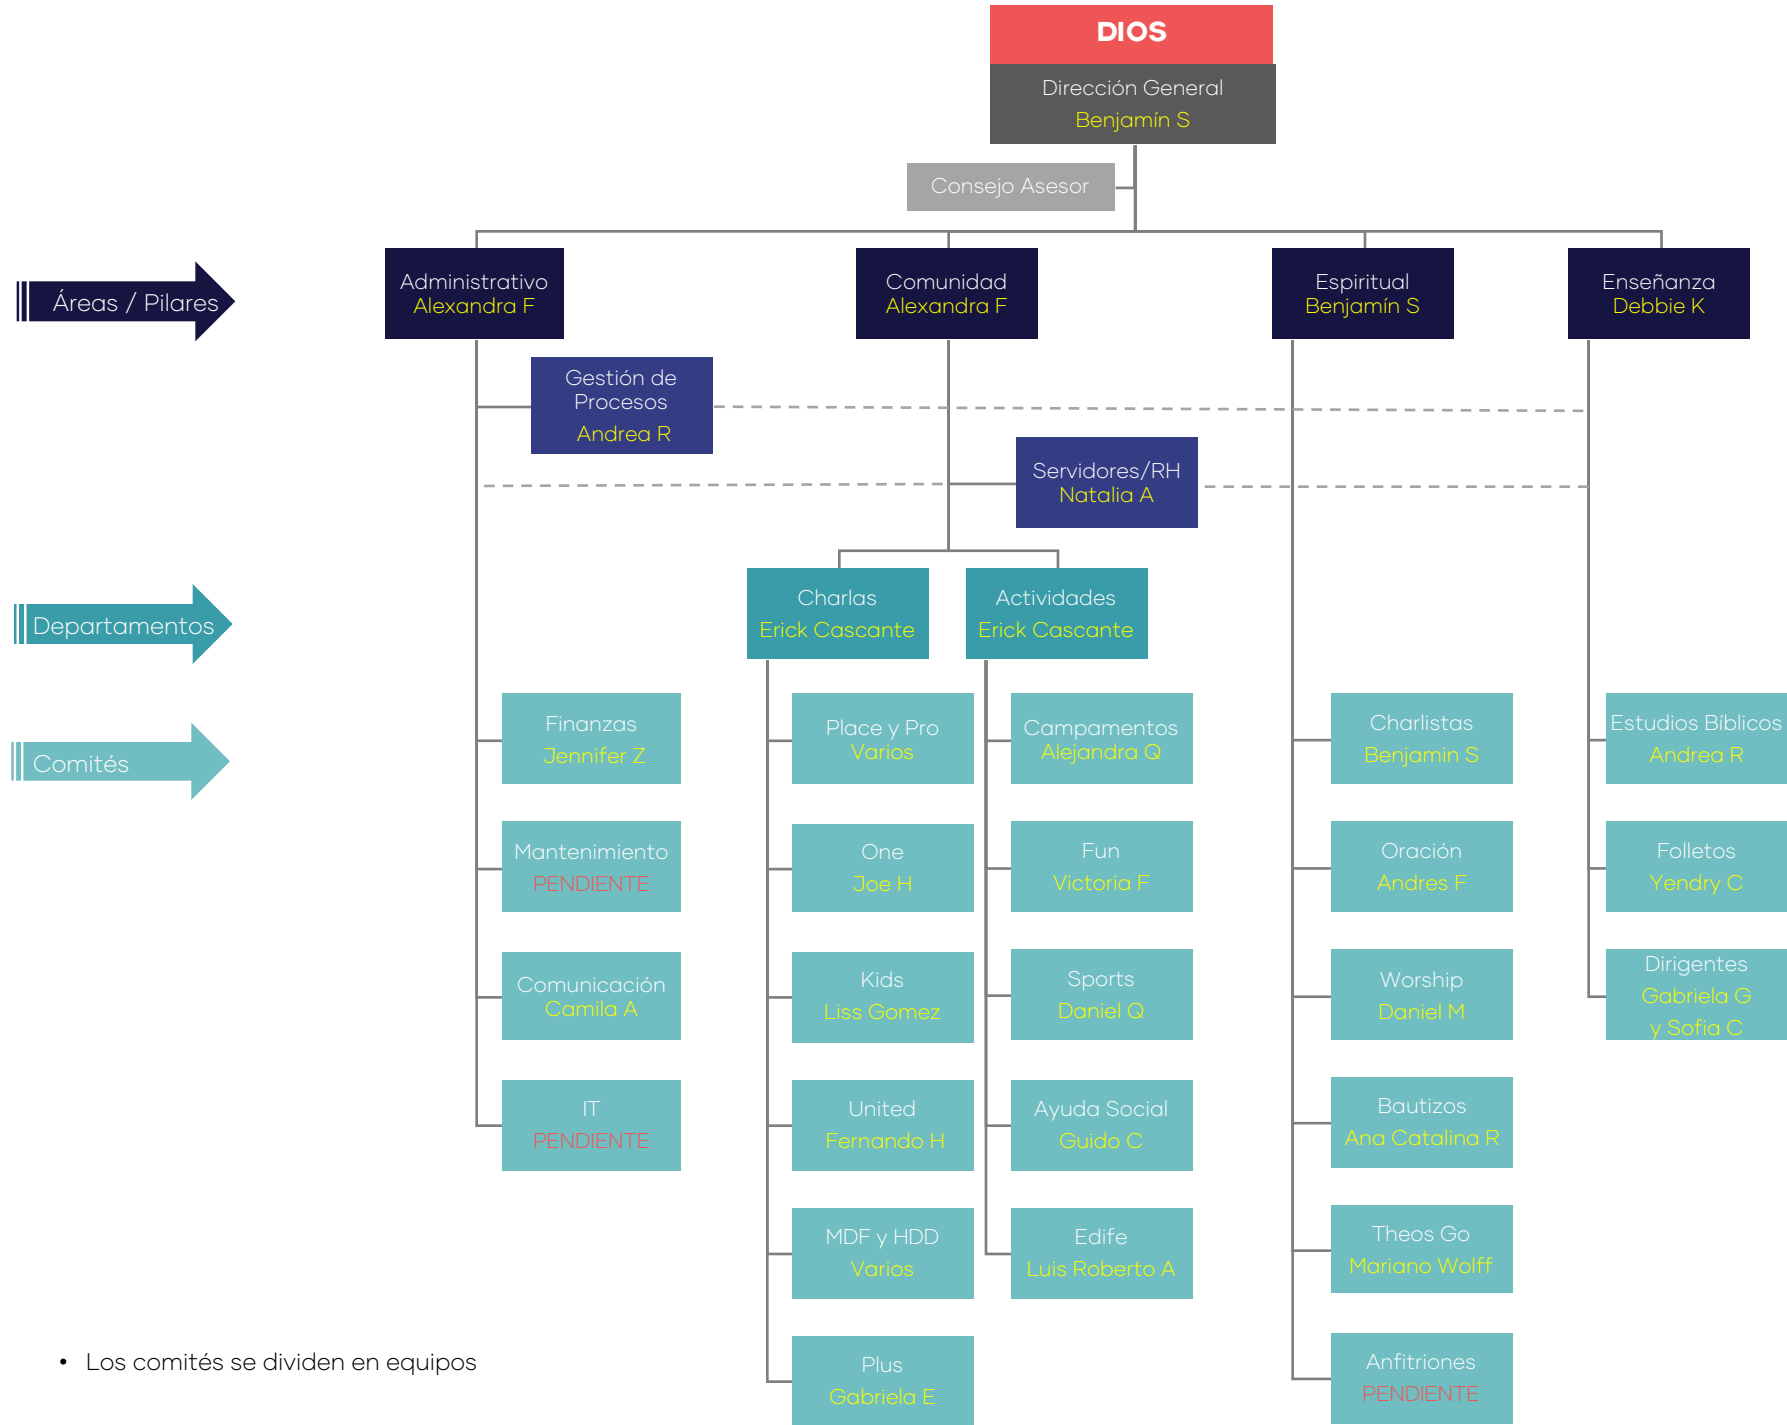 DIOS
Dirección General
Benjamín S
Consejo Asesor
Áreas / Pilares
Administrativo
Alexandra F
Comunidad
Alexandra F
Espiritual
Benjamín S
Enseñanza
Debbie K
Gestión de
Procesos
Andrea R
Servidores/RH
Natalia A
Departamentos
Charlas
Erick Cascante
Actividades
Erick Cascante
Comités
Finanzas
Jennifer Z
Mantenimiento
PENDIENTE
Comunicación
Camila A
IT
PENDIENTE
Place y Pro
Varios
One
Joe H
Kids
Liss Gomez
United
Fernando H
MDF y HDD
Varios
Plus
Gabriela E
Campamentos
Alejandra Q
Fun
Victoria F
Sports
Daniel Q
Ayuda Social
Guido C
Edife
Luis Roberto A
Charlistas
Benjamin S
Oración
Andres F
Worship
Daniel M
Bautizos
Ana Catalina R
Theos Go
Mariano Wolff
Anfitriones
PENDIENTE
Estudios Bíblicos
Andrea R
Folletos
Yendry C
Dirigentes
Gabriela G
y Sofia C
• Los comités se dividen en equipos